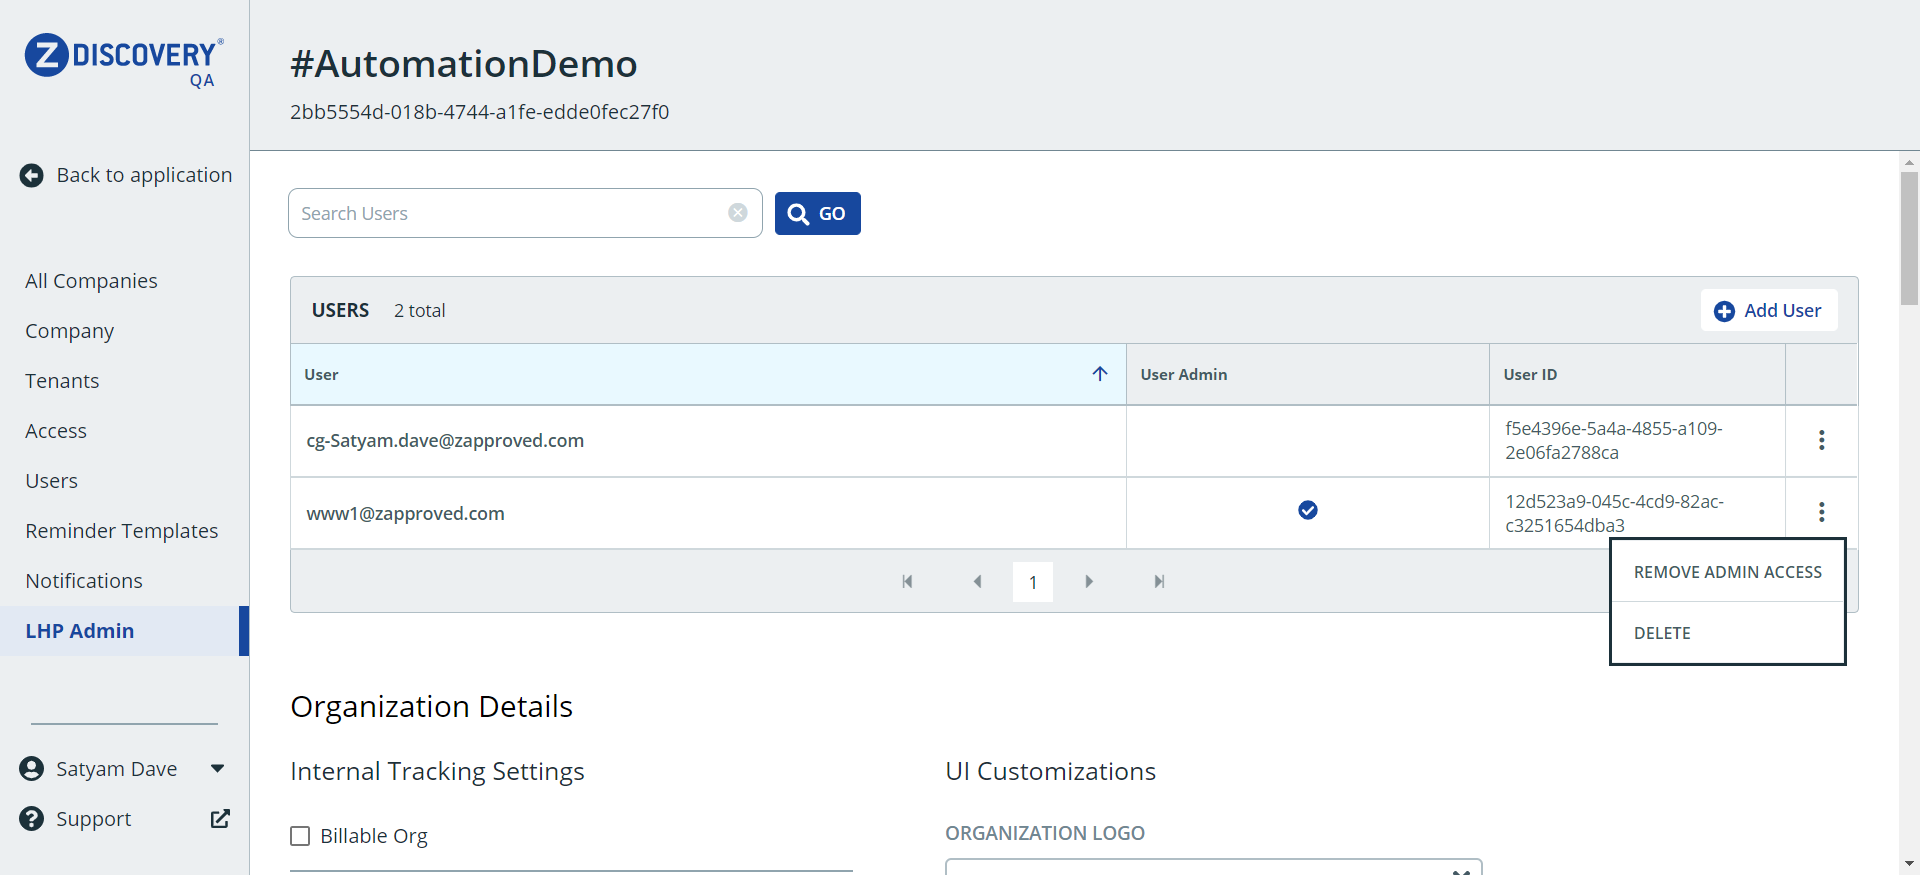 Z DISCOVERY®
QA
Back to application
All Companies
Company
Tenants
Access
Users
Reminder Templates
Notifications
LHP Admin
Satyam Dave
Support
#AutomationDemo
2bb5554d-018b-4744-a1fe-edde0fec27f0
Search Users
GO
USERS 2 total
Add User
User User Admin User ID
cg-Satyam.dave@zapproved.com
f5e4396e-5a4a-4855-a109-
2e06fa2788ca
www1@zapproved.com
12d523a9-045c-4cd9-82ac-
c3251654dba3
1
REMOVE ADMIN ACCESS
DELETE
Organization Details
Internal Tracking Settings
Billable Org
UI Customizations
ORGANIZATION LOGO